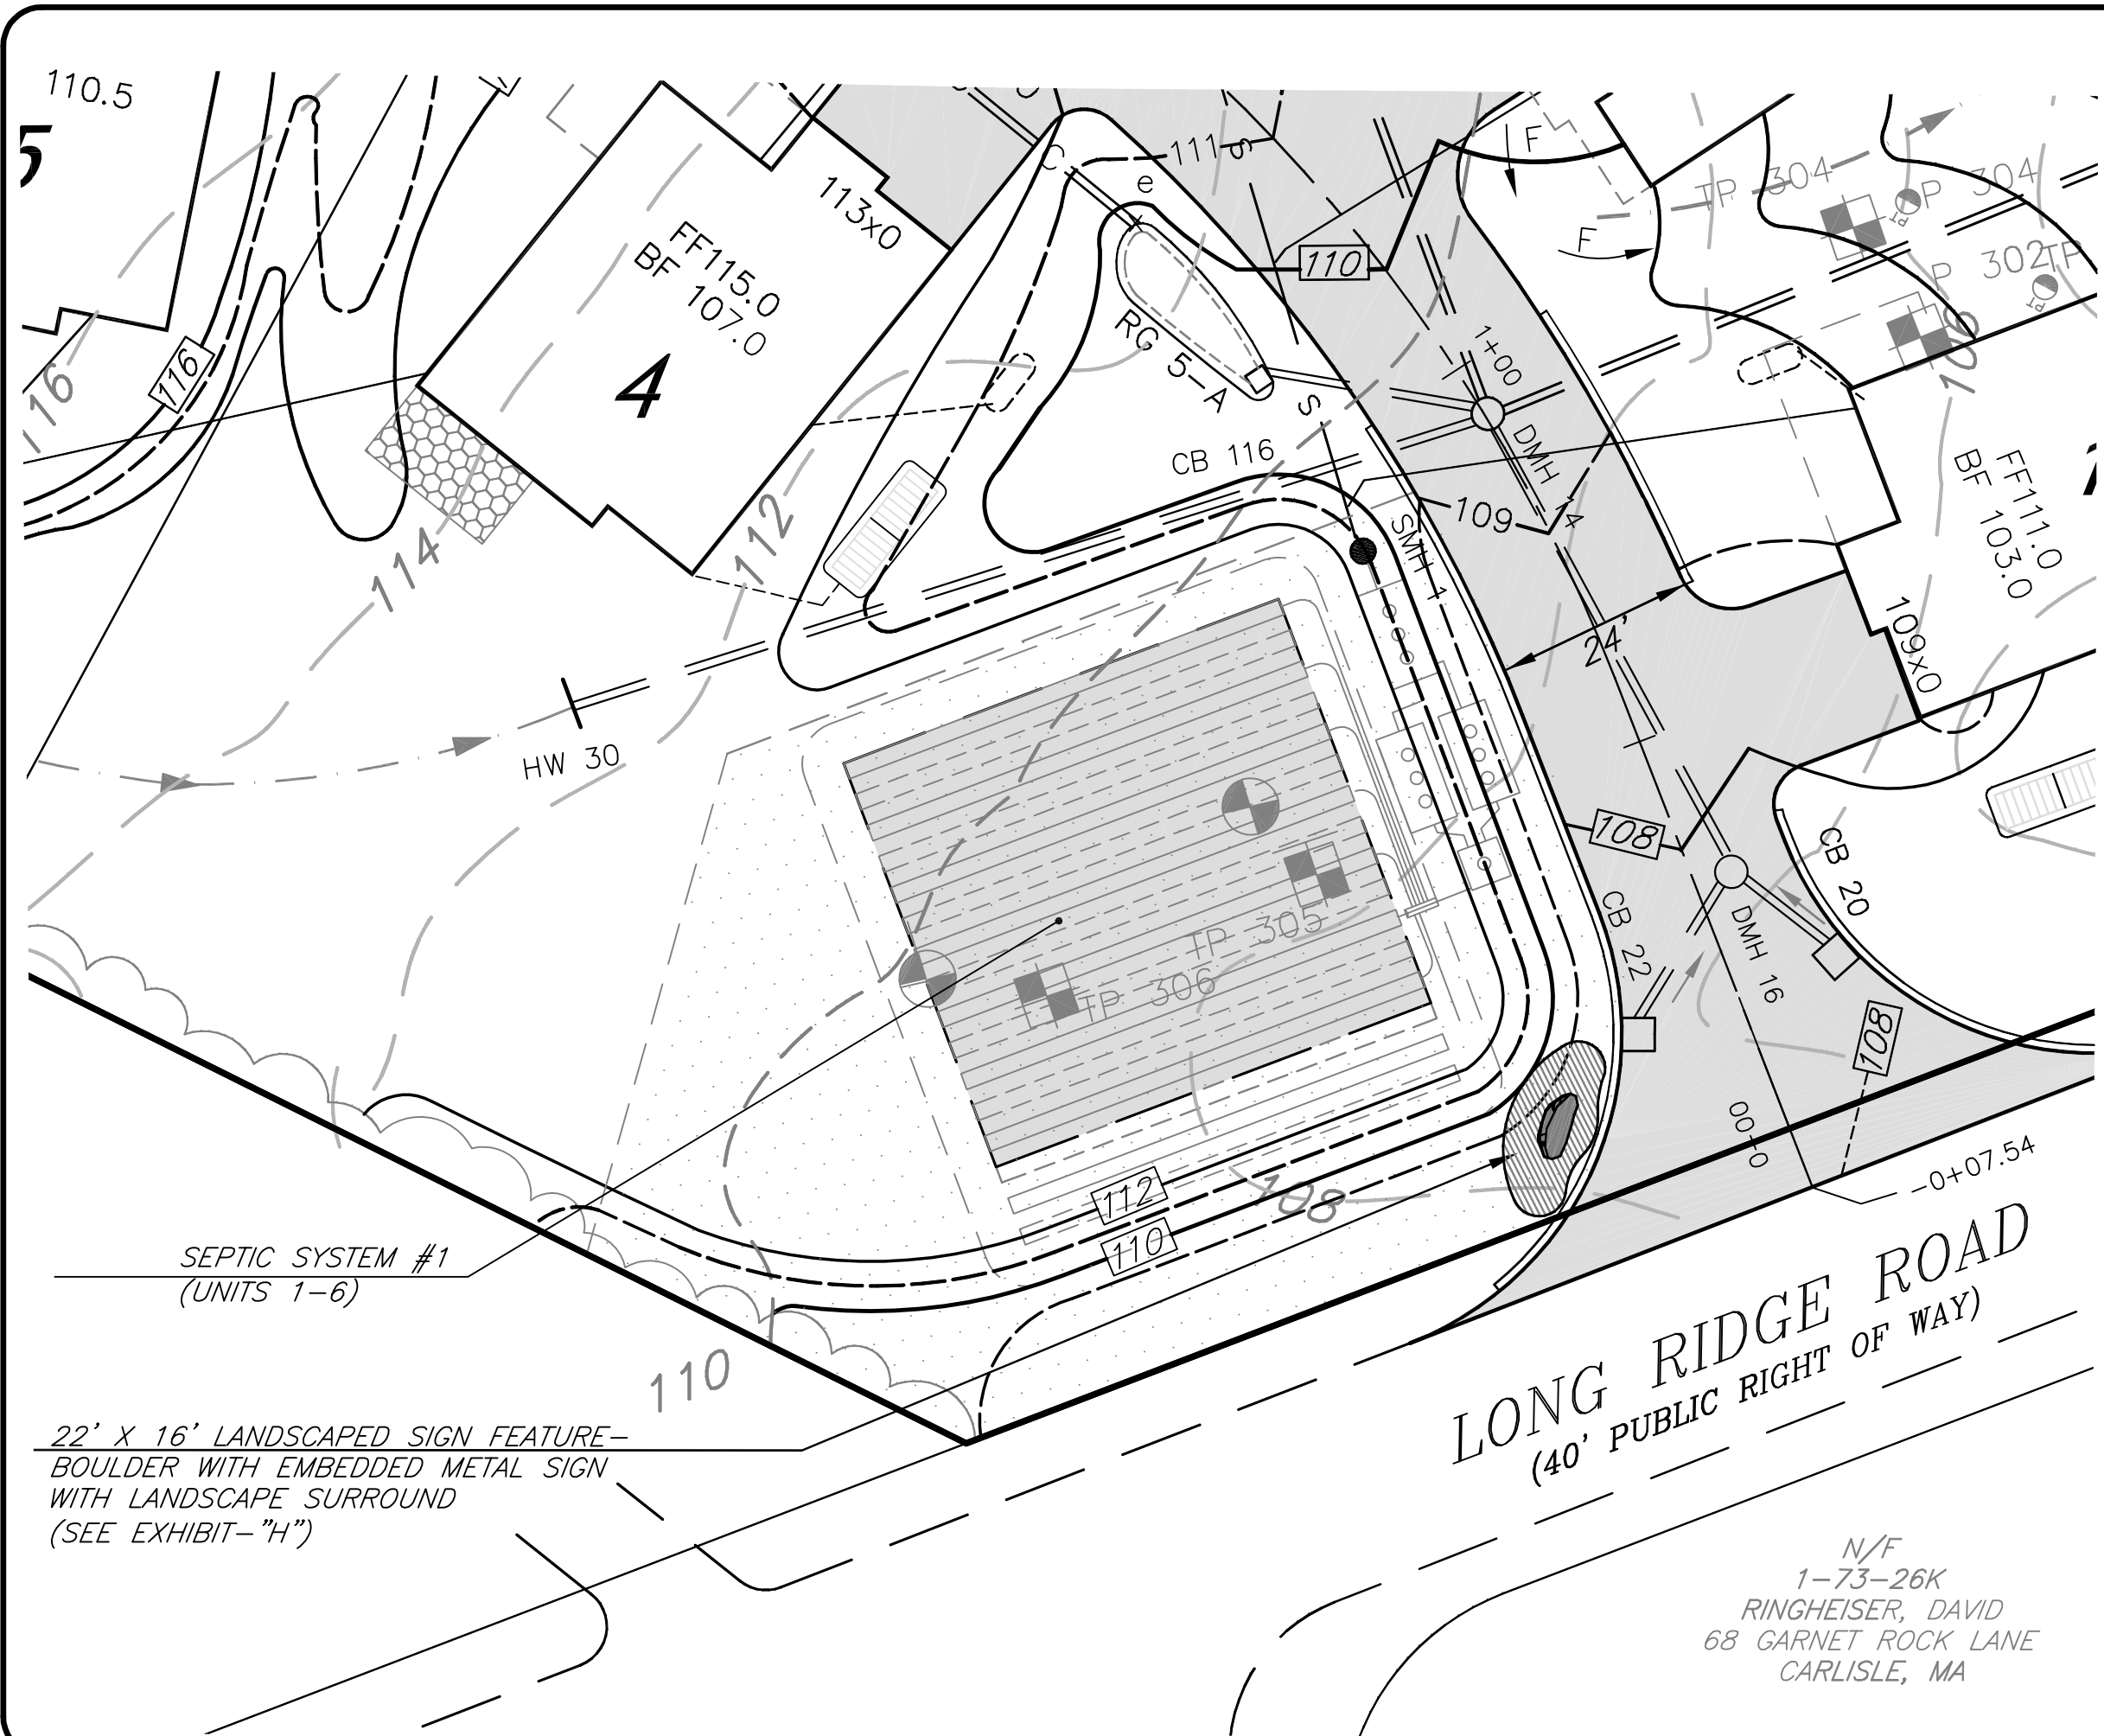 110.5
5
116
116
114
FF115.0
BF 107.0
4
113x0
112
HW 30
C
111
S
e
110
RG 5-A
S
CB 116
SMH 1
109
1+00
DMH 14
24'
F
F
TP 304
P 304
PT
P 302
TP
PT
106
FF111.0
BF 103.0
109x0
108
CB 20
CB 22
DMH 16
108
0+00
-0+07.54
TP 305
TP 306
112
110
108
110
SEPTIC SYSTEM #1
(UNITS 1-6)
22' X 16' LANDSCAPED SIGN FEATURE-
BOULDER WITH EMBEDDED METAL SIGN
WITH LANDSCAPE SURROUND
(SEE EXHIBIT-"H")
LONG RIDGE ROAD
(40' PUBLIC RIGHT OF WAY)
N/F
1-73-26K
RINGHEISER, DAVID
68 GARNET ROCK LANE
CARLISLE, MA